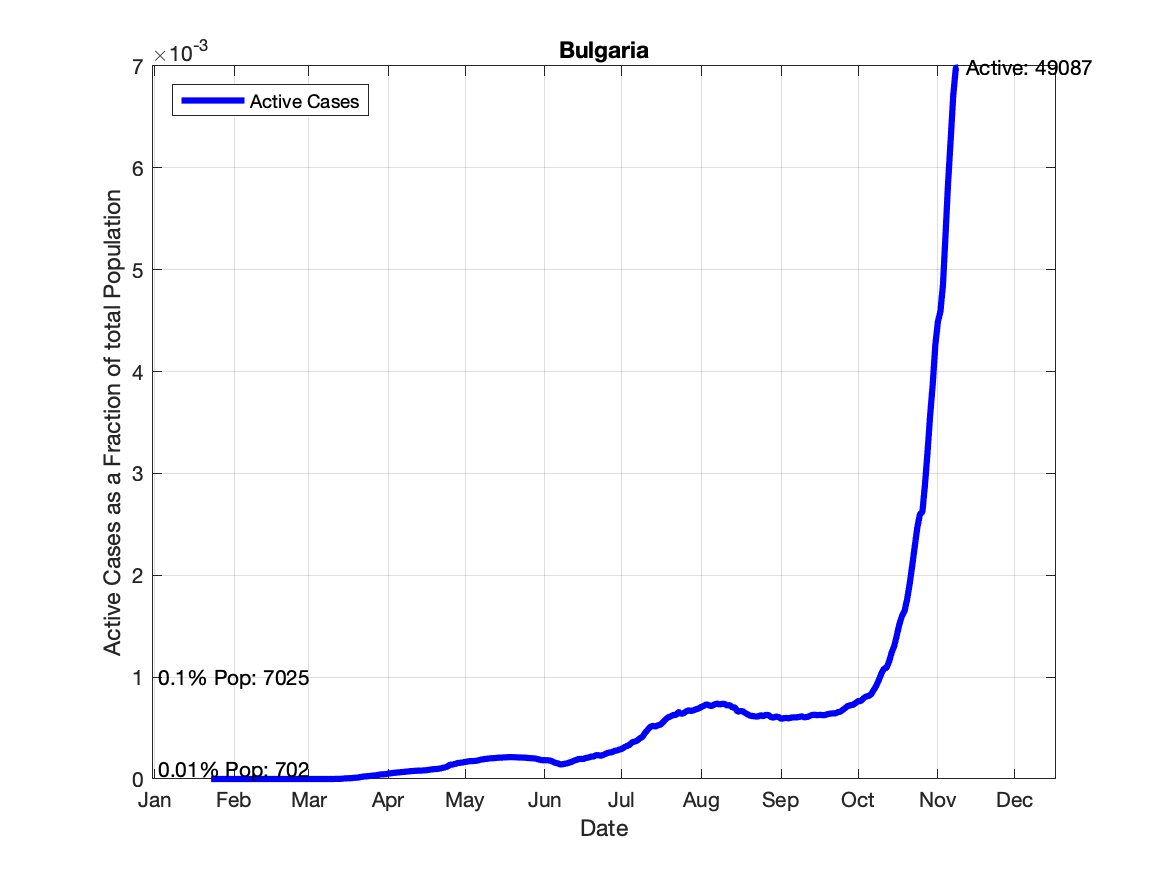 Bulgaria
×10-3
7
Active: 49087
Active Cases
6
5
4
3
2
1
0.1% Pop: 7025
0.01% Pop: 702
0
Active Cases as a Fraction of total Population
Jan Feb Mar Apr May Jun Jul Aug Sep Oct Nov Dec
Date